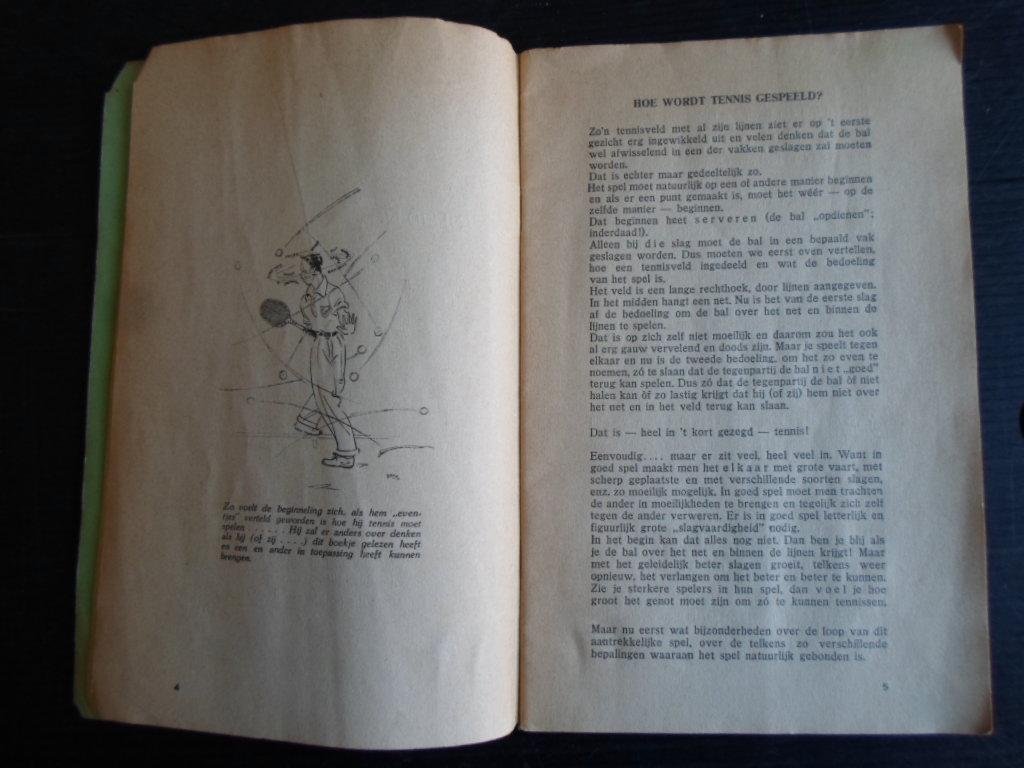 Zo voelt de beginneling zich, als hem „even-
tjes" verteld geworden is hoe hij tennis moet
spelen . . . . . . Hij zal er anders over denken
als hij (of zij . . . .) dit boekje gelezen heeft
en een en ander in toepassing heeft kunnen
brengen.
4
HOE WORDT TENNIS GESPEELD?
Zo'n tennisveld met al zijn lijnen ziet er op 't eerste
gezicht erg ingewikkeld uit en velen denken dat de bal
wel afwisselend in een der vakken geslagen zal moeten
worden.
Dat is echter maar gedeeltelijk zo.
Het spel moet natuurlijk op een of andere manier beginnen
en als er een punt gemaakt is, moet het wéér — op de
zelfde manier — beginnen.
Dat beginnen heet serveren (de bal „opdienen";
inderdaad!).
Alleen bij die slag moet de bal in een bepaald vak
geslagen worden. Dus moeten we eerst even vertellen,
hoe een tennisveld ingedeeld en wat de bedoeling
van het spel is.
Het veld is een lange rechthoek, door lijnen aangegeven.
In het midden hangt een net. Nu is het van de eerste slag
af de bedoeling om de bal over het net en binnen de
lijnen te spelen.
Dat is op zich zelf niet moeilijk en daarom zou het ook
al erg gauw vervelend en doods zijn. Maar je speelt tegen
elkaar en nu is de tweede bedoeling, om het zo even te
noemen, zó te slaan dat de tegenpartij de bal niet „goed"
terug kan spelen. Dus zó dat de tegenpartij de bal òf niet
halen kan òf zo lastig krijgt dat hij (of zij) hem niet over
het net en in het veld terug kan slaan.
Dat is — heel in 't kort gezegd — tennis!
Eenvoudig.... maar er zit veel, heel veel in. Want in
goed spel maakt men het elkaar met grote vaart, met
scherp geplaatste en met verschillende soorten slagen,
enz. zo moeilijk mogelijk. In goed spel moet men trachten
de ander in moeilijkheden te brengen en tegelijk zich zelf
tegen de ander verweren. Er is in goed spel letterlijk en
figuurlijk grote „slagvaardigheid" nodig.
In het begin kan dat alles nog niet. Dan ben je blij als
je de bal over het net en binnen de lijnen krijgt! Maar
met het geleidelijk beter slagen groeit, telkens weer
opnieuw, het verlangen om het beter en beter te kunnen.
Zie je sterkere spelers in hun spel, dan voel je hoe
groot het genot moet zijn om zó te kunnen tennissen.
Maar nu eerst wat bijzonderheden over de loop van dit
aantrekkelijke spel, over de telkens zo verschillende
bepalingen waaraan het spel natuurlijk gebonden is.
5